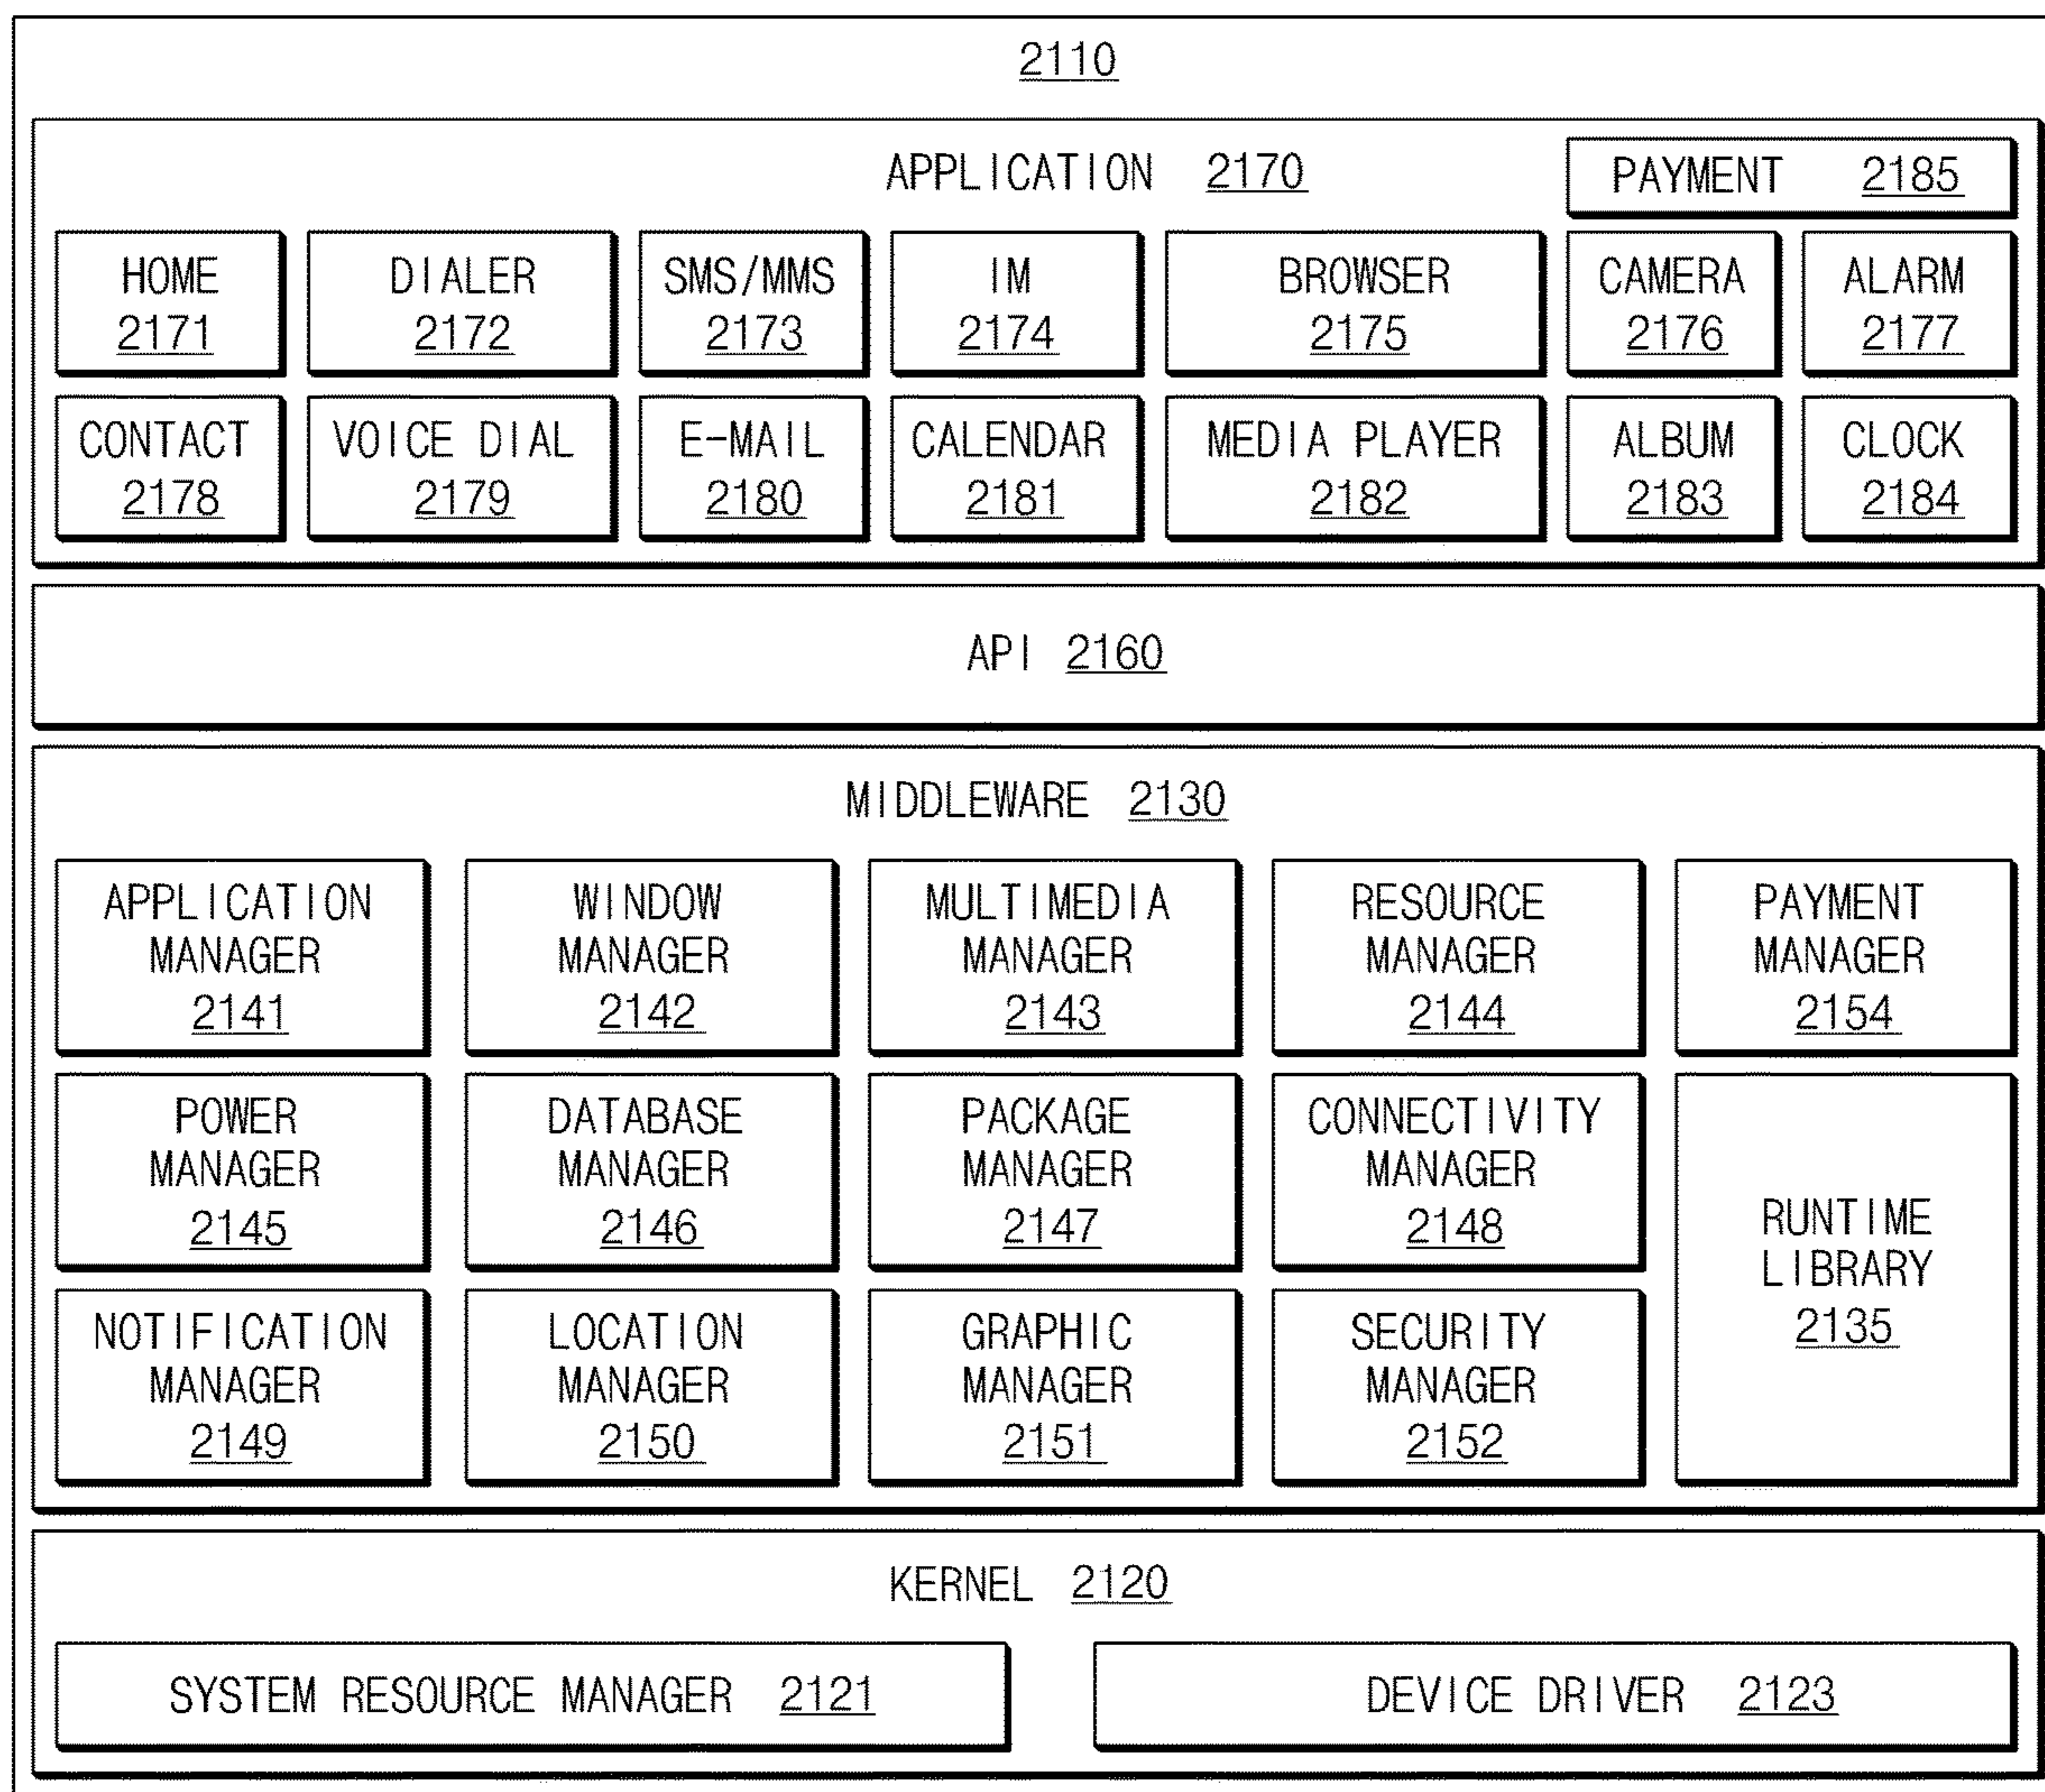 2110
APPLICATION 2170
PAYMENT 2185
HOME
2171
DIALER
2172
SMS/MMS
2173
IM
2174
BROWSER
2175
CAMERA
2176
ALARM
2177
CONTACT
2178
VOICE DIAL
2179
E-MAIL
2180
CALENDAR
2181
MEDIA PLAYER
2182
ALBUM
2183
CLOCK
2184
API 2160
MIDDLEWARE 2130
APPLICATION
MANAGER
2141
WINDOW
MANAGER
2142
MULTIMEDIA
MANAGER
2143
RESOURCE
MANAGER
2144
PAYMENT
MANAGER
2154
POWER
MANAGER
2145
DATABASE
MANAGER
2146
PACKAGE
MANAGER
2147
CONNECTIVITY
MANAGER
2148
RUNTIME
LIBRARY
2135
NOTIFICATION
MANAGER
2149
LOCATION
MANAGER
2150
GRAPHIC
MANAGER
2151
SECURITY
MANAGER
2152
KERNEL 2120
SYSTEM RESOURCE MANAGER 2121
DEVICE DRIVER 2123